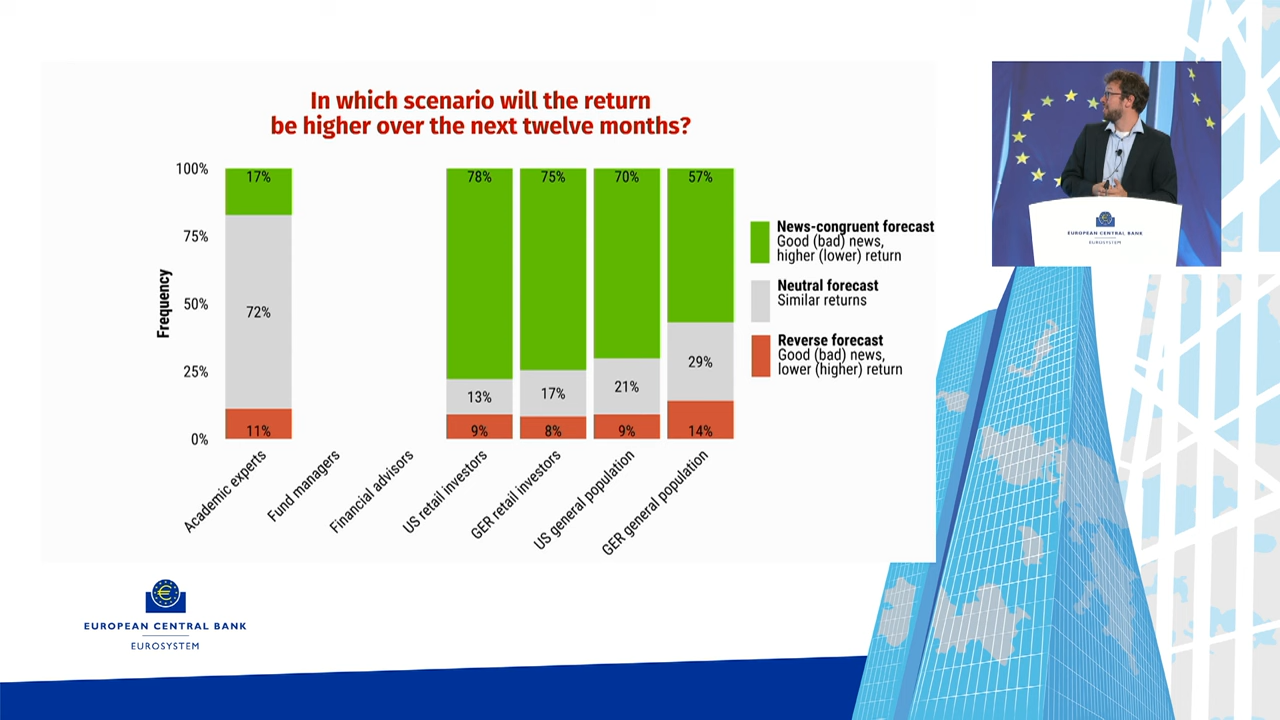 In which scenario will the return
be higher over the next twelve months?
Frequency
100%
75%
50%
25%
0%
17%
72%
11%
78%
13%
9%
75%
17%
8%
70%
21%
9%
57%
29%
14%
Academic experts
Fund managers
Financial advisors
US retail investors
GER retail investors
US general population
GER general population
News-congruent forecast
Good (bad) news,
higher (lower) return
Neutral forecast
Similar returns
Reverse forecast
Good (bad) news,
lower (higher) return
EUROPEAN CENTRAL BANK
EUROSYSTEM
EUROPEAN CENTRAL BANK
EUROSYSTEM